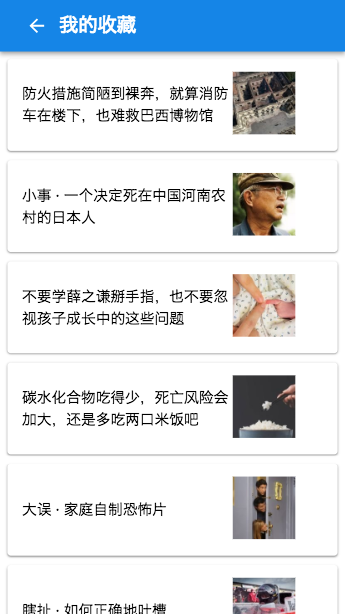 我的收藏
防火措施简陋到裸奔，就算消防
车在楼下，也难救巴西博物馆
小事 · 一个决定死在中国河南农
村的日本人
不要学薛之谦掰手指，也不要忽
视孩子成长中的这些问题
碳水化合物吃得少，死亡风险会
加大，还是多吃两口米饭吧
大误 · 家庭自制恐怖片
瞎扯 · 如何正确地吐槽